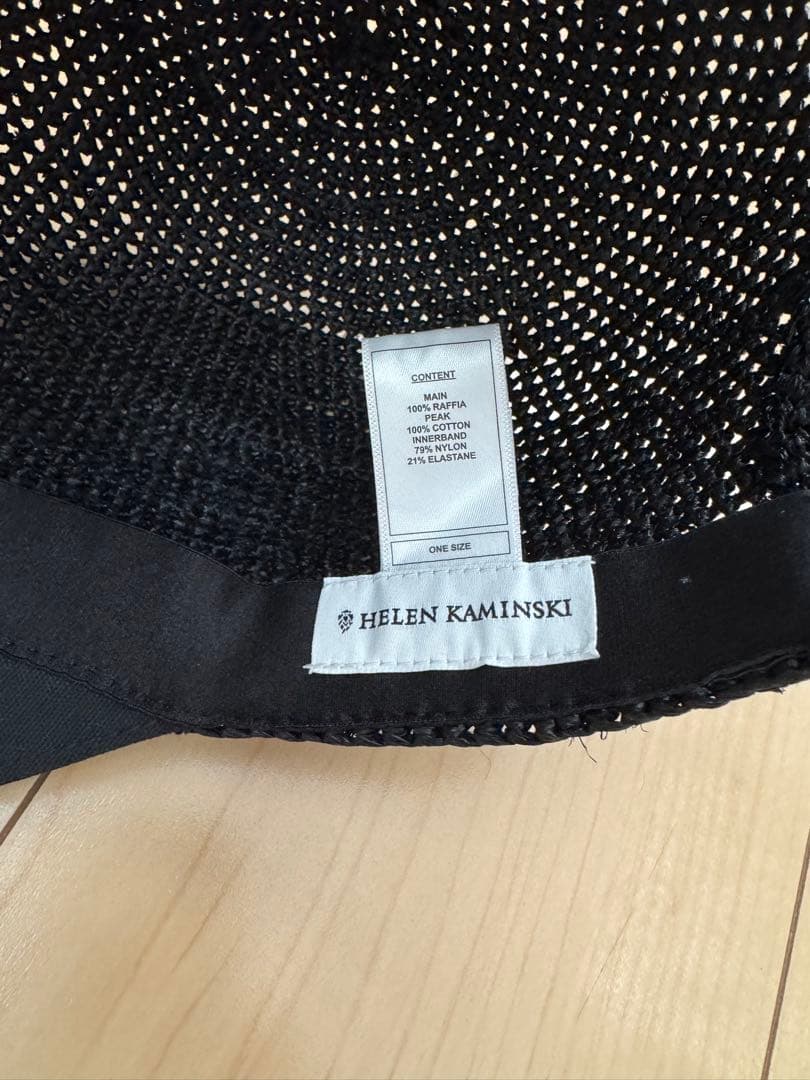 CONTENT
MAIN
100% RAFFIA
PEAK
100% COTTON
INNERBAND
79% NYLON
21% ELASTANE
ONE SIZE
HELEN KAMINSKI